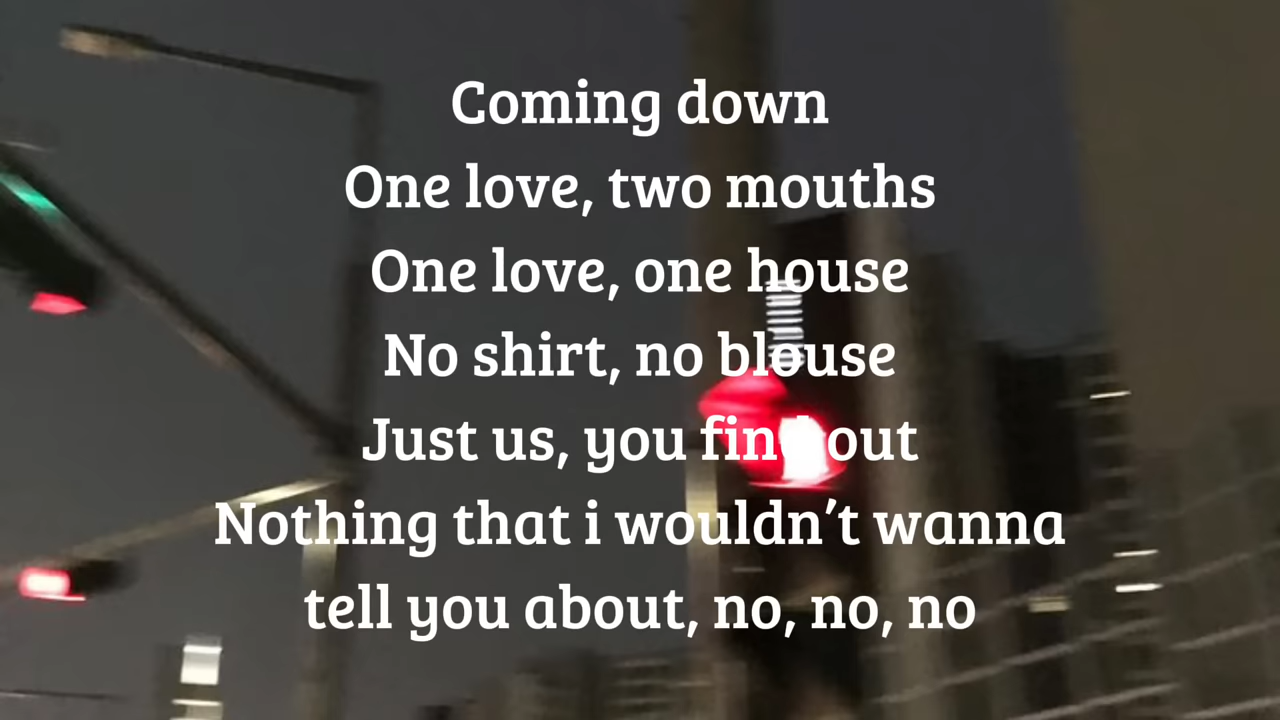 Coming down
One love, two mouths
One love, one house
No shirt, no blouse
Just us, you find out
Nothing that i wouldn't wanna
tell you about, no, no, no